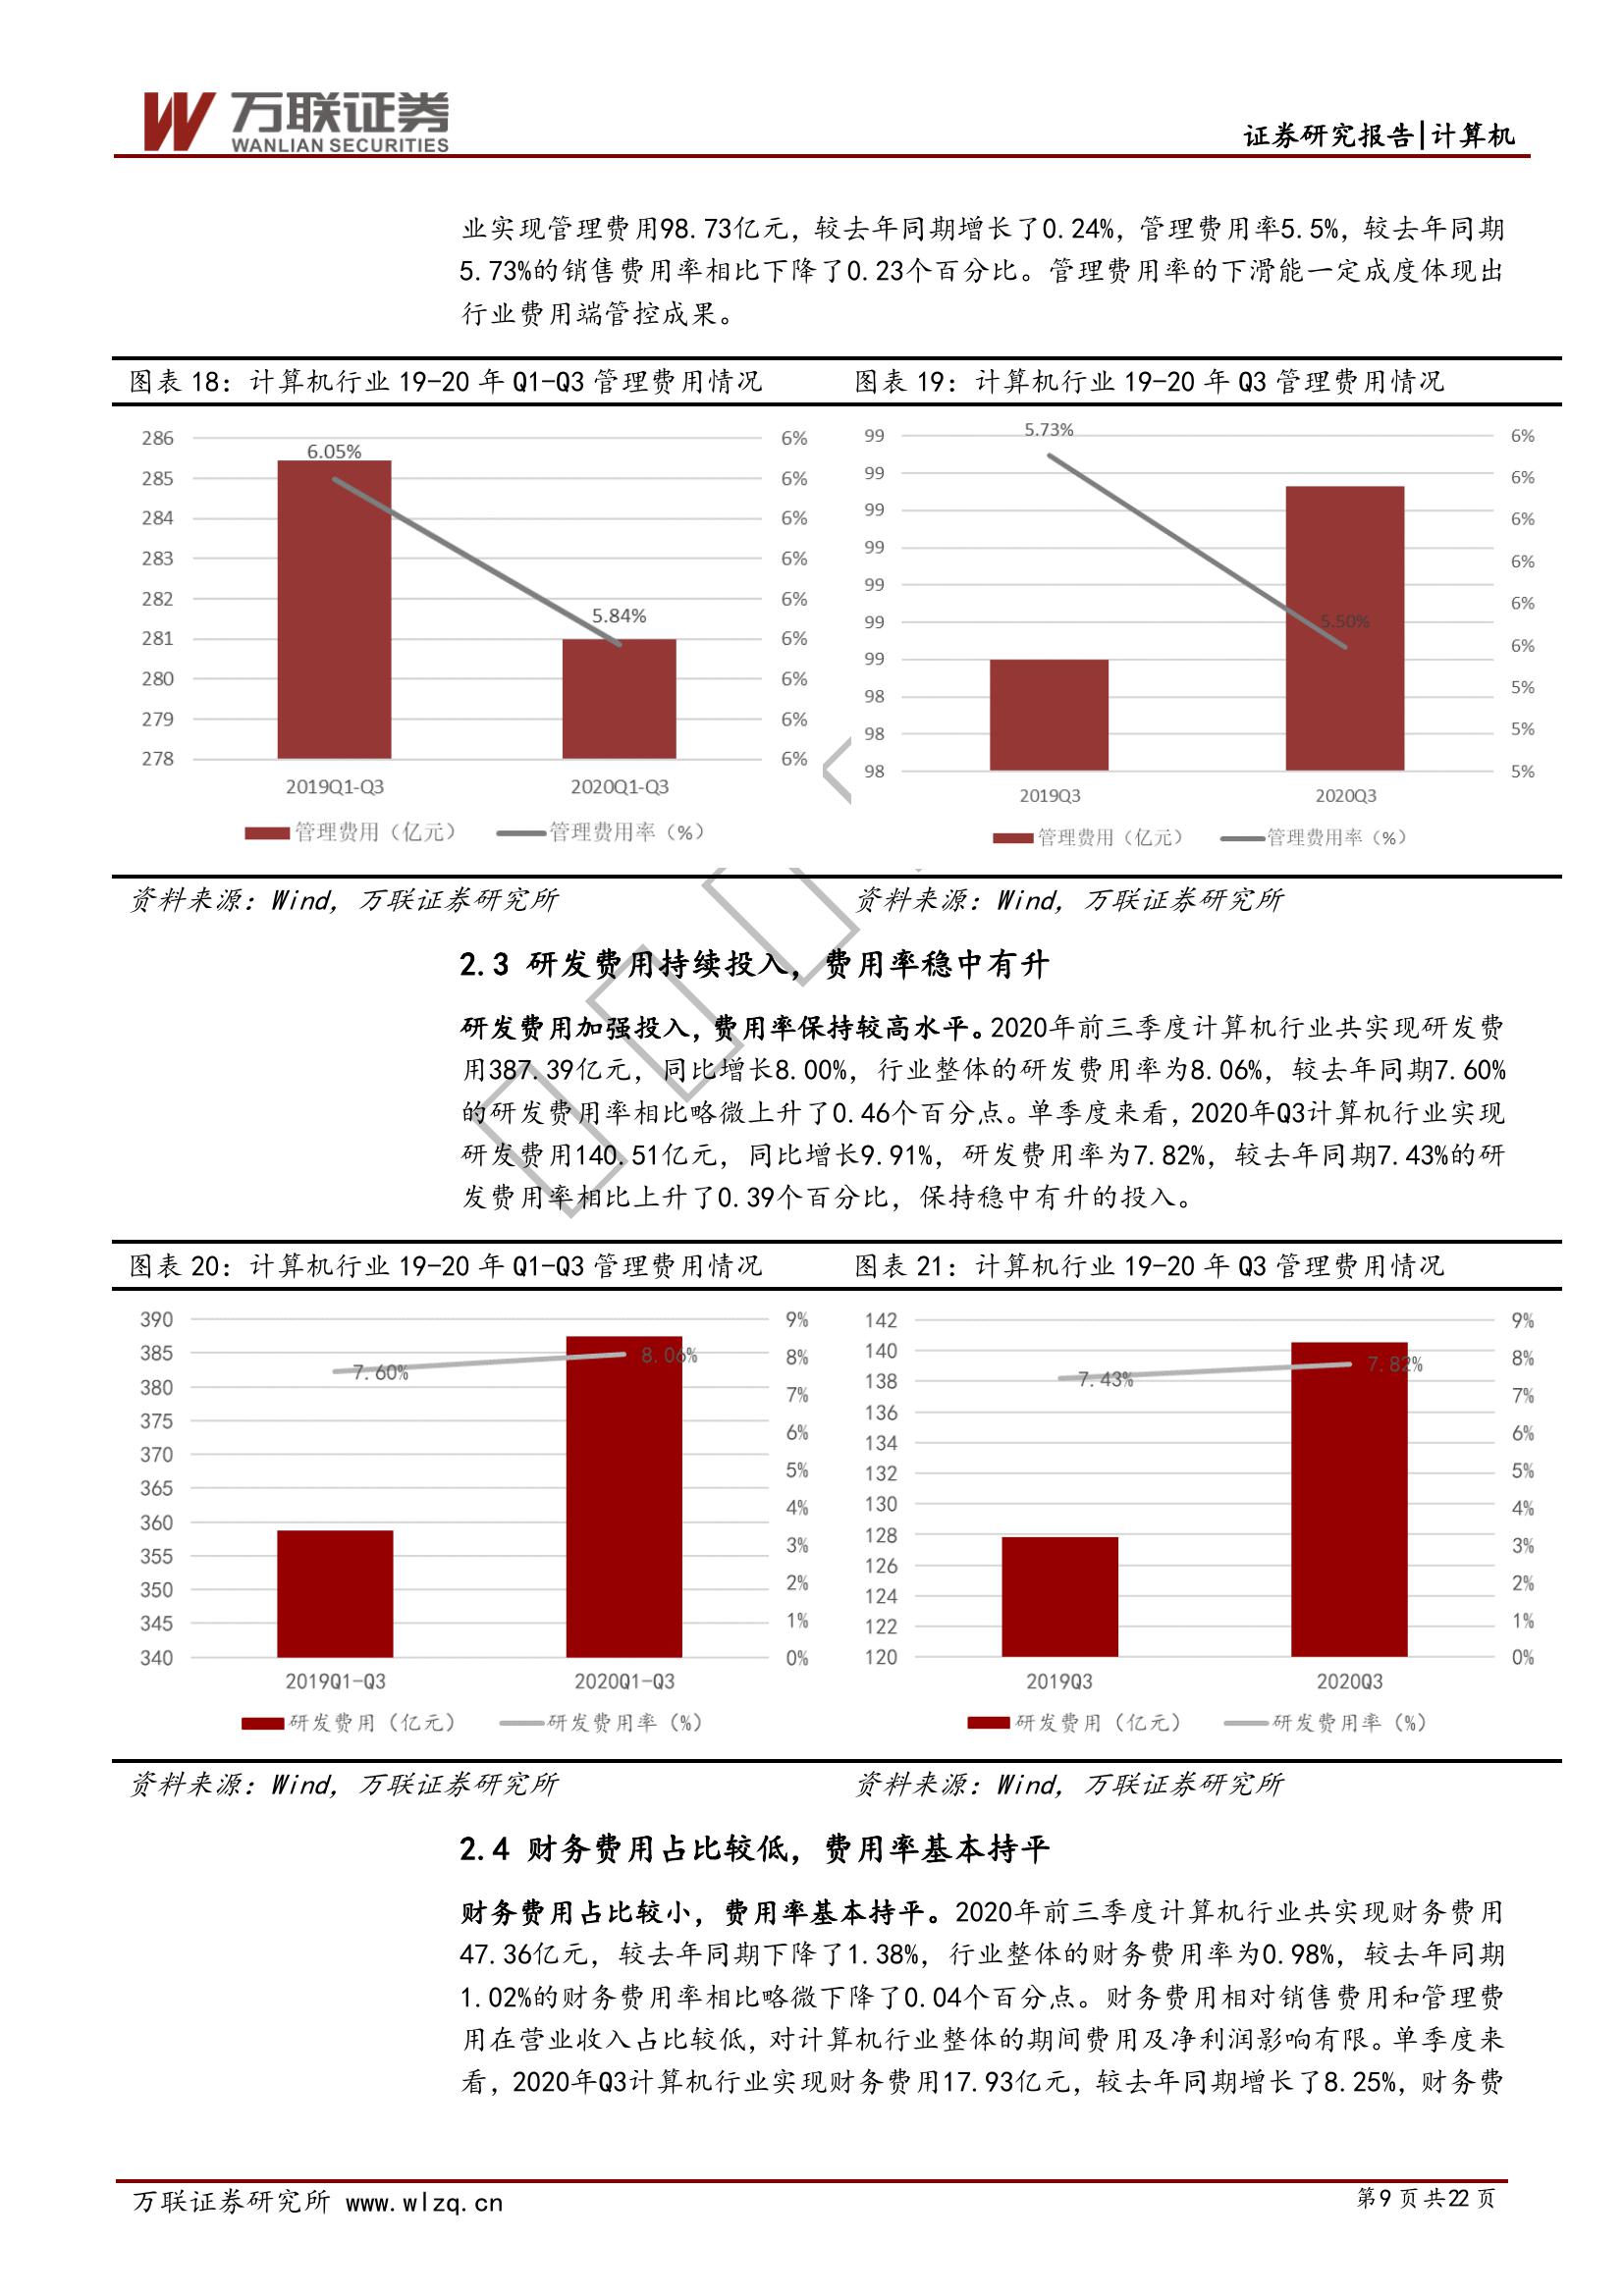 万联证券
WANLIAN SECURITIES
证券研究报告|计算机
业实现管理费用98.73亿元，较去年同期增长了0.24%，管理费用率5.5%，较去年同期
5.73%的销售费用率相比下降了0.23个百分比。管理费用率的下滑能一定成度体现出
行业费用端管控成果。
图表 18：计算机行业 19-20 年 Q1-Q3 管理费用情况
286
285
284
283
282
281
280
279
278
6.05%
5.84%
6%
6%
6%
6%
6%
6%
6%
6%
6%
2019Q1-Q3
2020Q1-Q3
管理费用（亿元）
管理费用率（%）
资料来源：Wind，万联证券研究所
图表 19：计算机行业 19-20 年 Q3 管理费用情况
99
99
99
99
99
99
99
98
98
98
5.73%
5.50%
6%
6%
6%
6%
6%
6%
5%
5%
5%
2019Q3
2020Q3
管理费用（亿元）
管理费用率（%）
资料来源：Wind，万联证券研究所
2.3 研发费用持续投入，费用率稳中有升
研发费用加强投入，费用率保持较高水平。2020年前三季度计算机行业共实现研发费
用387.39亿元，同比增长8.00%，行业整体的研发费用率为8.06%，较去年同期7.60%
的研发费用率相比略微上升了0.46个百分点。单季度来看，2020年Q3计算机行业实现
研发费用140.51亿元，同比增长9.91%，研发费用率为7.82%，较去年同期7.43%的研
发费用率相比上升了0.39个百分比，保持稳中有升的投入。
图表 20：计算机行业 19-20 年 Q1-Q3 管理费用情况
390
385
380
375
370
365
360
355
350
345
340
7.60%
8.06%
9%
8%
7%
6%
5%
4%
3%
2%
1%
0%
2019Q1-Q3
2020Q1-Q3
研发费用（亿元）
研发费用率（%）
资料来源：Wind，万联证券研究所
图表 21：计算机行业 19-20 年 Q3 管理费用情况
142
140
138
136
134
132
130
128
126
124
122
120
7.43%
7.82%
9%
8%
7%
6%
5%
4%
3%
2%
1%
0%
2019Q3
2020Q3
研发费用（亿元）
研发费用率（%）
资料来源：Wind，万联证券研究所
2.4 财务费用占比较低，费用率基本持平
财务费用占比较小，费用率基本持平。2020年前三季度计算机行业共实现财务费用
47.36亿元，较去年同期下降了1.38%，行业整体的财务费用率为0.98%，较去年同期
1.02%的财务费用率相比略微下降了0.04个百分点。财务费用相对销售费用和管理费
用在营业收入占比较低，对计算机行业整体的期间费用及净利润影响有限。单季度来
看，2020年Q3计算机行业实现财务费用17.93亿元，较去年同期增长了8.25%，财务费
万联证券研究所 www.wlzq.cn
第9页共22页